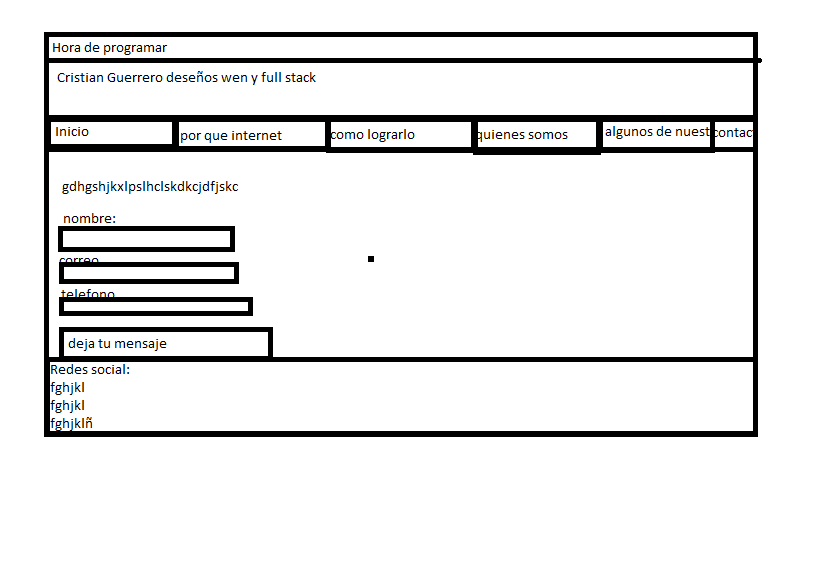 Hora de programar
Cristian Guerrero deseños wen y full stack
Inicio
por que internet
como lograrlo
quienes somos
algunos de nuest
contac
gdhgshjkxlpslhclskdkcjdfjskc
nombre:
correo
telefono
deja tu mensaje
Redes social:
fghjkl
fghjkl
fghjklñ